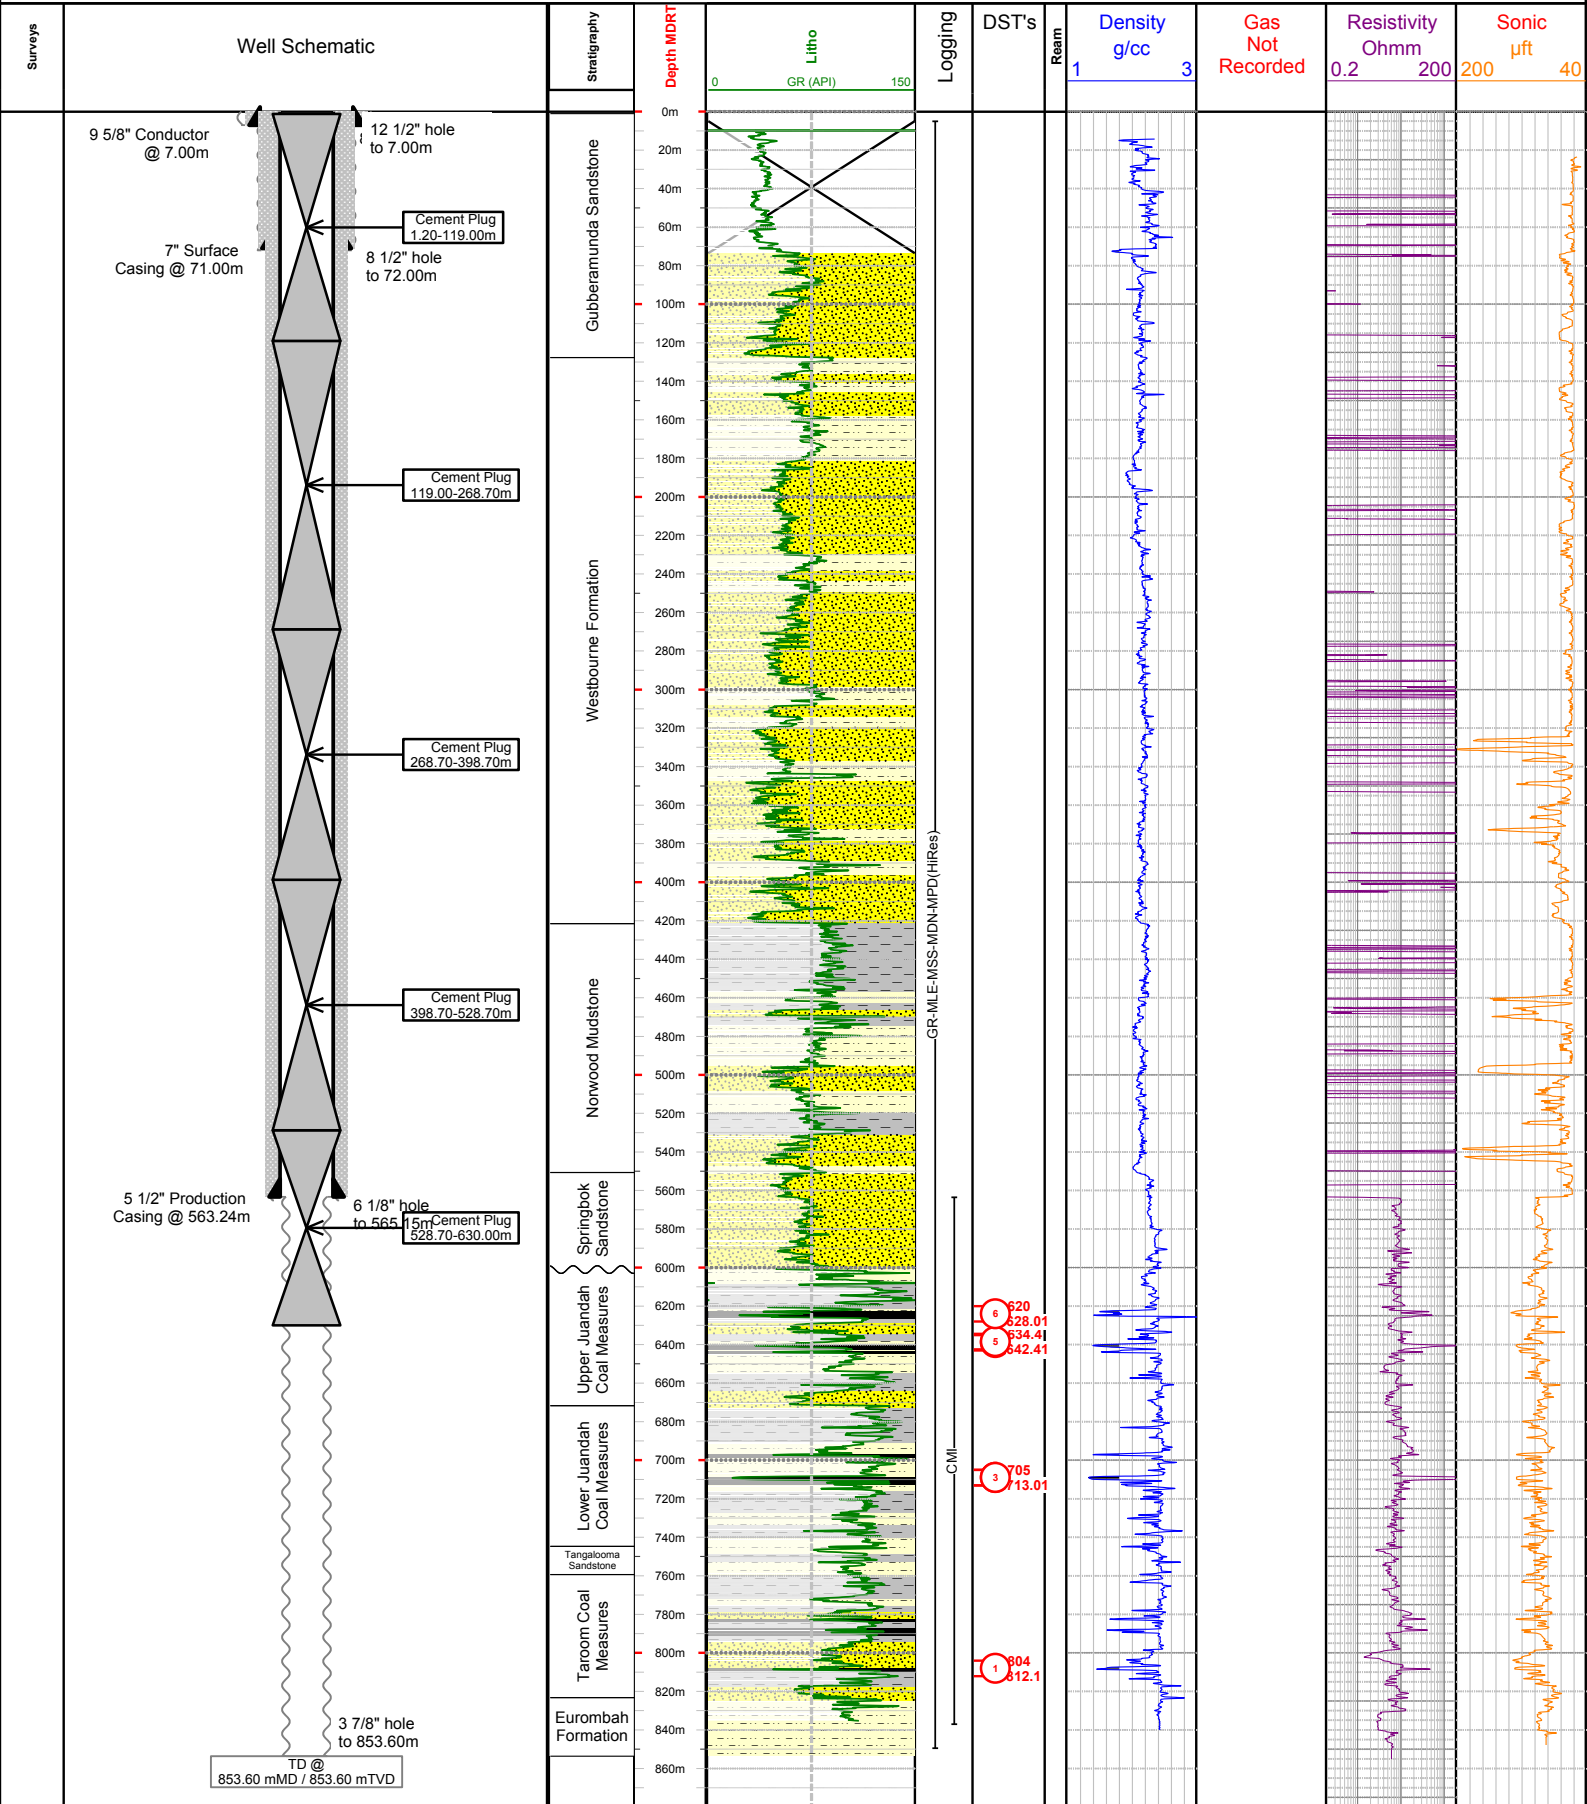 Surveys
Well Schematic
Stratigraphy
Depth MDRT
Litho
0 GR (API) 150
Logging
DST's
Ream
Density
g/cc
1 3
Gas
Not
Recorded
Resistivity
Ohmm
0.2 200
Sonic
µft
200 40
9 5/8" Conductor
@ 7.00m
12 1/2" hole
to 7.00m
Cement Plug
1.20-119.00m
7" Surface
Casing @ 71.00m
8 1/2" hole
to 72.00m
Cement Plug
119.00-268.70m
Cement Plug
268.70-398.70m
Cement Plug
398.70-528.70m
5 1/2" Production
Casing @ 563.24m
6 1/8" hole
to 565.15m
Cement Plug
528.70-630.00m
3 7/8" hole
to 853.60m
TD @
853.60 mMD / 853.60 mTVD
Gubberamunda Sandstone
Westbourne Formation
Norwood Mudstone
Springbok
Sandstone
Upper Juandah
Coal Measures
Lower Juandah
Coal Measures
Tangalooma
Sandstone
Taroom Coal
Measures
Eurombah
Formation
0m
20m
40m
60m
80m
100m
120m
140m
160m
180m
200m
220m
240m
260m
280m
300m
320m
340m
360m
380m
400m
420m
440m
460m
480m
500m
520m
540m
560m
580m
600m
620m
640m
660m
680m
700m
720m
740m
760m
780m
800m
820m
840m
860m
GR-MLE-MSS-MDN-MPD(HiRes)
CMI
6
620
628.01
5
634.4
642.41
3
705
713.01
1
804
812.1